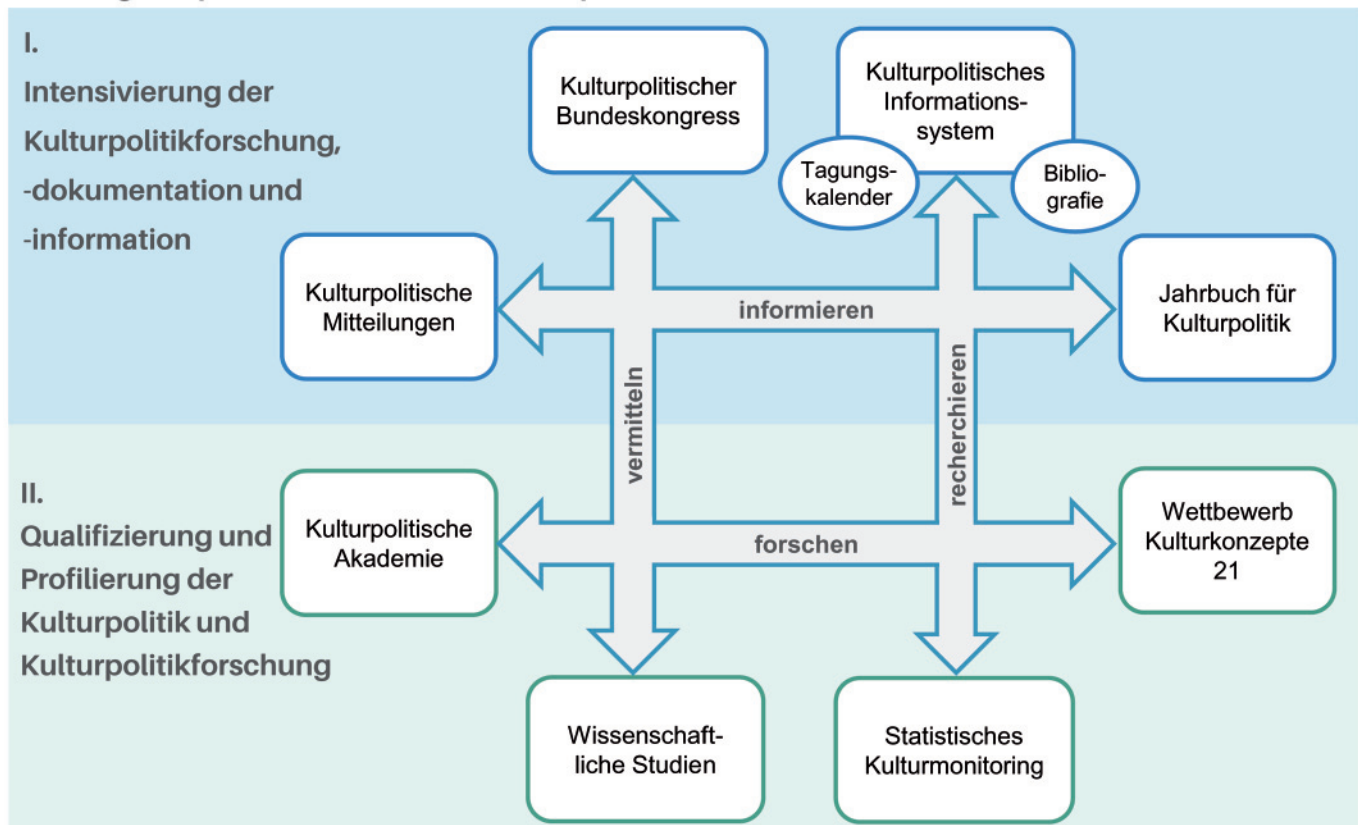 I.
Intensivierung der
Kulturpolitikforschung,
-dokumentation und
-information
Kulturpolitischer
Bundeskongress
Kulturpolitisches
Informations-
system
Tagungs-
kalender
Biblio-
grafie
Kulturpolitische
Mitteilungen
informieren
Jahrbuch für
Kulturpolitik
vermitteln
recherchieren
II.
Qualifizierung und
Profilierung der
Kulturpolitik und
Kulturpolitikforschung
Kulturpolitische
Akademie
forschen
Wettbewerb
Kulturkonzepte
21
Wissenschaft-
liche Studien
Statistisches
Kulturmonitoring